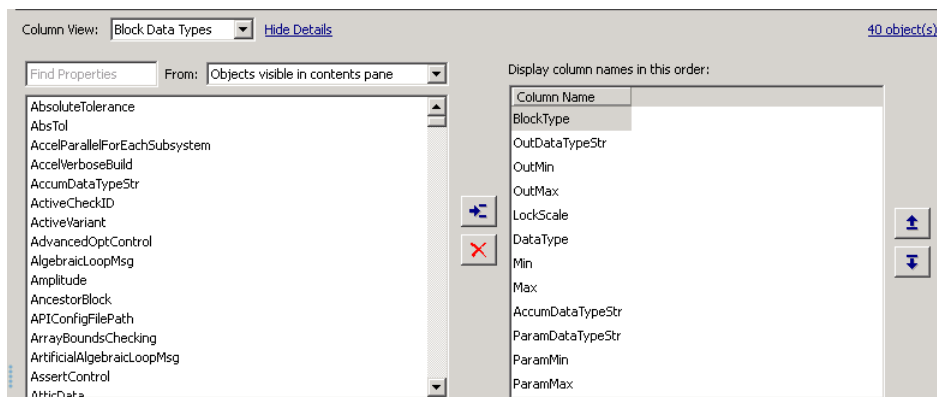 Column View: Block Data Types Hide Details 40 object(s)
Find Properties From: Objects visible in contents pane
Display column names in this order:
AbsoluteTolerance
AbsTol
AccelParallelForEachSubsystem
AccelVerboseBuild
AccumDataTypeStr
ActiveCheckID
ActiveVariant
AdvancedOptControl
AlgebraicLoopMsg
Amplitude
AncestorBlock
APIConfigFilePath
ArrayBoundsChecking
ArtificialAlgebraicLoopMsg
AssertControl
AtticData
Column Name
BlockType
OutDataTypeStr
OutMin
OutMax
LockScale
DataType
Min
Max
AccumDataTypeStr
ParamDataTypeStr
ParamMin
ParamMax